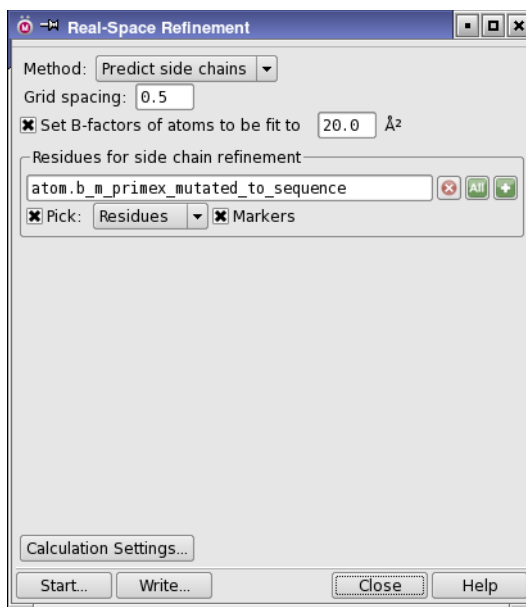 Real-Space Refinement
Method: Predict side chains
Grid spacing: 0.5
Set B-factors of atoms to be fit to 20.0 Å²
Residues for side chain refinement
atom.b_m_primex_mutated_to_sequence All
Pick: Residues Markers
Calculation Settings...
Start... Write... Close Help